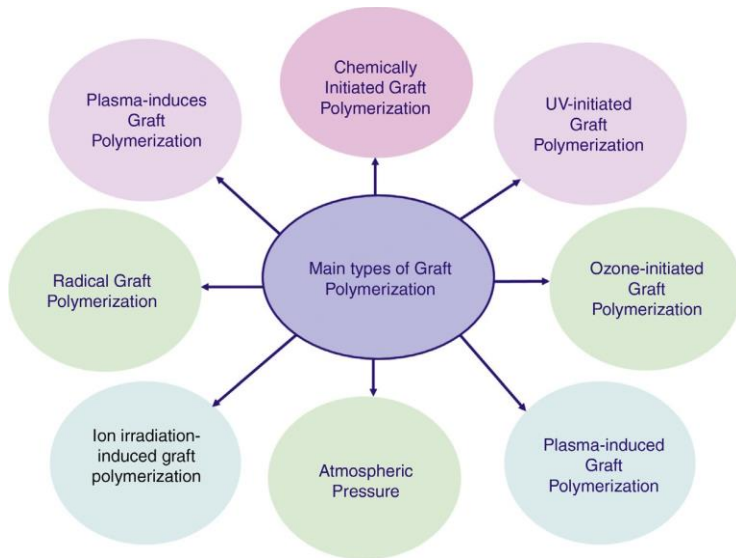 Chemically
Initiated Graft
Polymerization
Plasma-induces
Graft
Polymerization
UV-initiated
Graft
Polymerization
Main types of Graft
Polymerization
Radical Graft
Polymerization
Ozone-initiated
Graft
Polymerization
Ion irradiation-
induced graft
polymerization
Atmospheric
Pressure
Plasma-induced
Graft
Polymerization